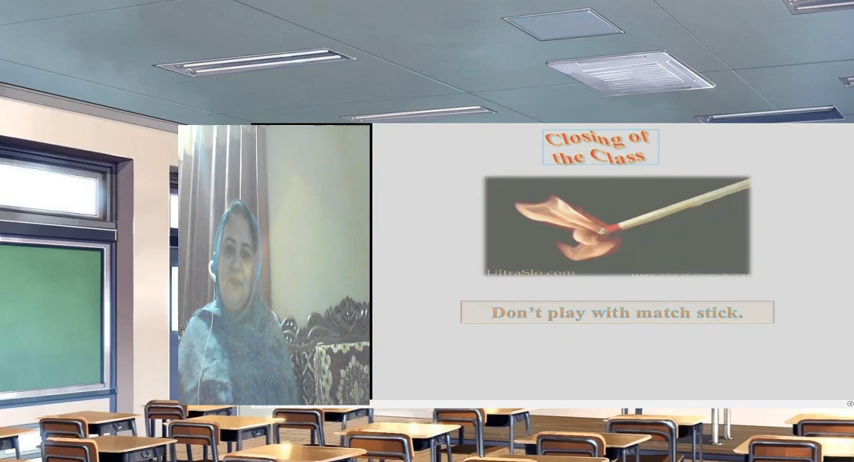 Closing of
the Class
UltraSlo.com
Don't play with match stick.